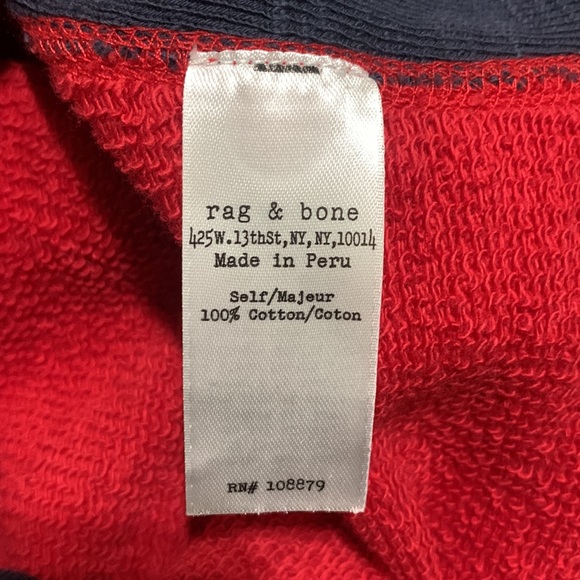 rag & bone
425W.13thSt,NY,NY,10014
Made in Peru
Self/Majeur
100% Cotton/Coton
RN# 108879